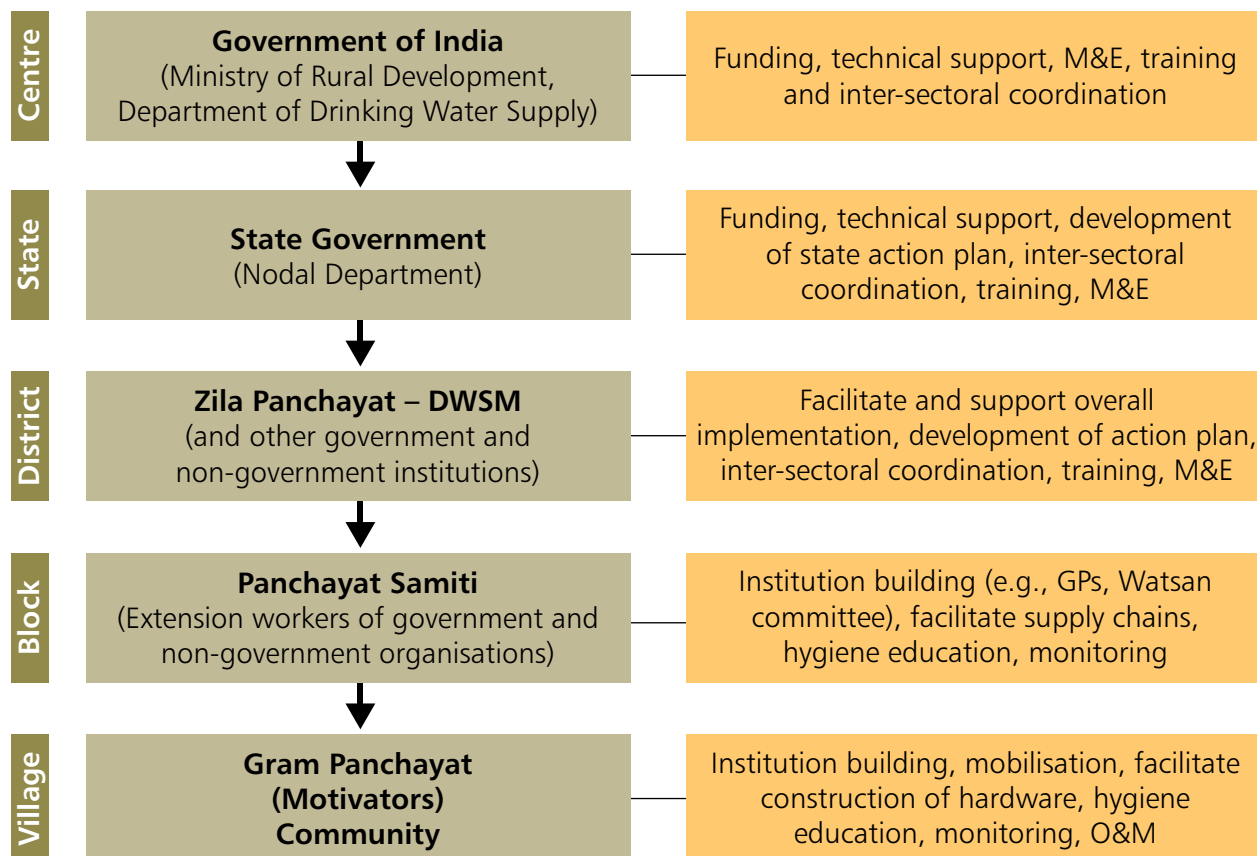 Centre
Government of India
(Ministry of Rural Development,
Department of Drinking Water Supply)
Funding, technical support, M&E, training
and inter-sectoral coordination
State
State Government
(Nodal Department)
Funding, technical support, development
of state action plan, inter-sectoral
coordination, training, M&E
District
Zila Panchayat – DWSM
(and other government and
non-government institutions)
Facilitate and support overall
implementation, development of action plan,
inter-sectoral coordination, training, M&E
Block
Panchayat Samiti
(Extension workers of government and
non-government organisations)
Institution building (e.g., GPs, Watsan
committee), facilitate supply chains,
hygiene education, monitoring
Village
Gram Panchayat
(Motivators)
Community
Institution building, mobilisation, facilitate
construction of hardware, hygiene
education, monitoring, O&M